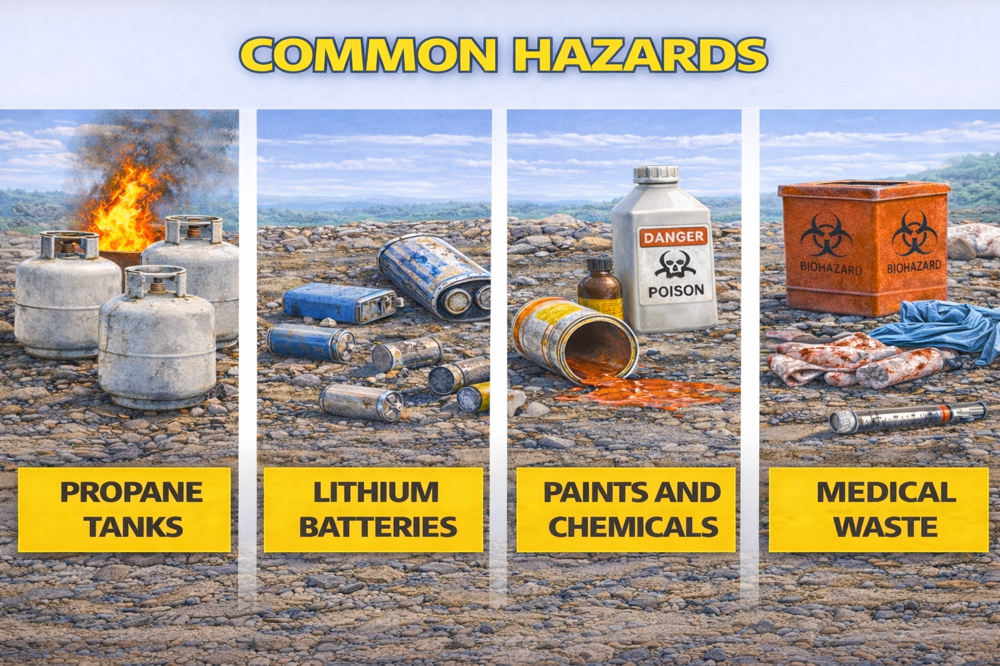 COMMON HAZARDS
DANGER
POISON
BIOHAZARD
BIOHAZARD
PROPANE
TANKS
LITHIUM
BATTERIES
PAINTS AND
CHEMICALS
MEDICAL
WASTE